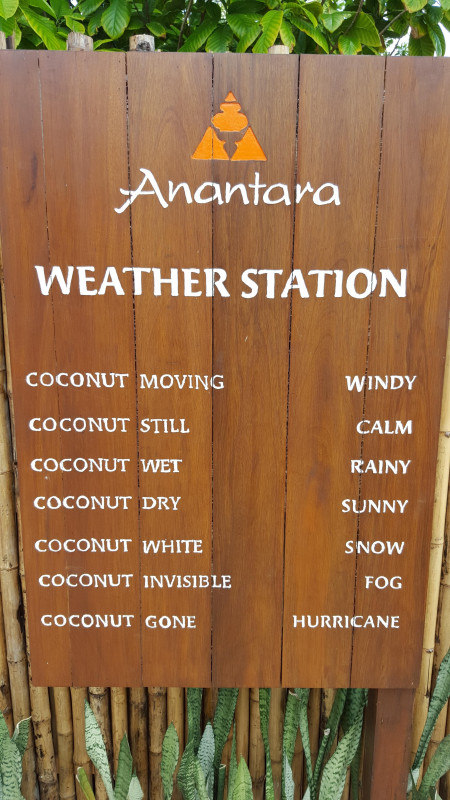 Anantara
WEATHER STATION
COCONUT MOVING WINDY
COCONUT STILL CALM
COCONUT WET RAINY
COCONUT DRY SUNNY
COCONUT WHITE SNOW
COCONUT INVISIBLE FOG
COCONUT GONE HURRICANE